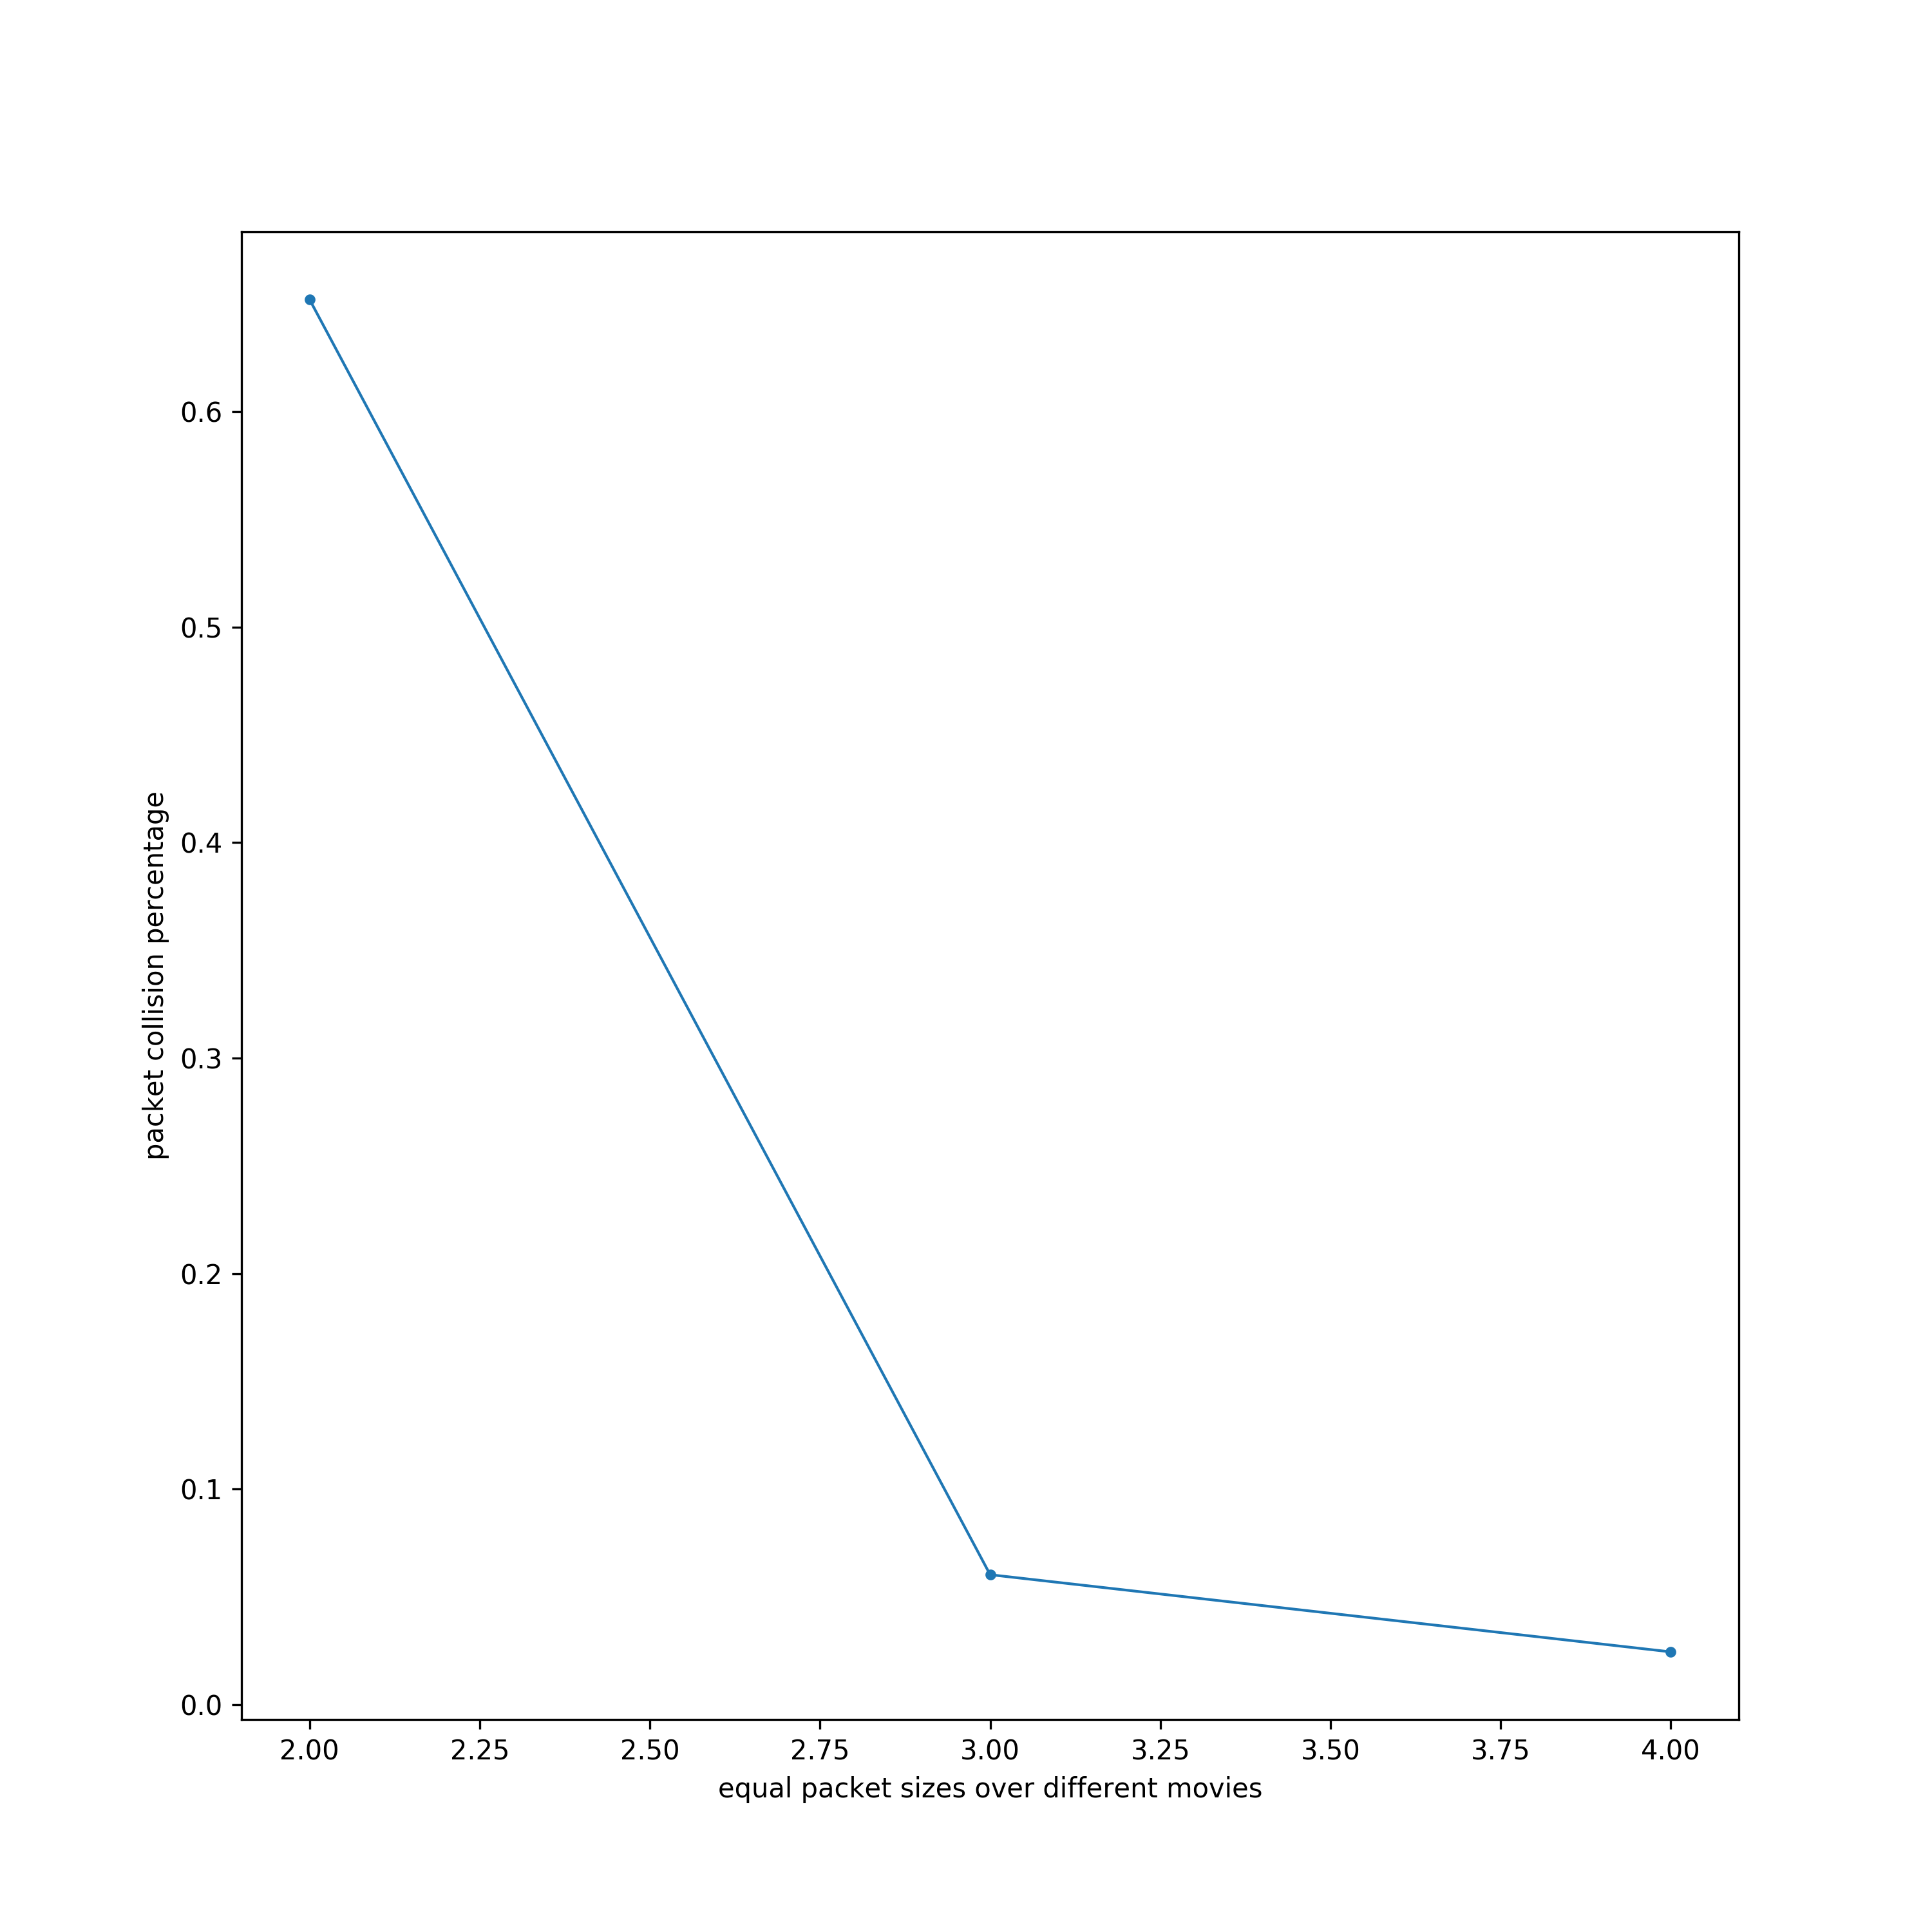 0.6
0.5
0.4
0.3
0.2
0.1
0.0
packet collision percentage
2.00 2.25 2.50 2.75 3.00 3.25 3.50 3.75 4.00
equal packet sizes over different movies